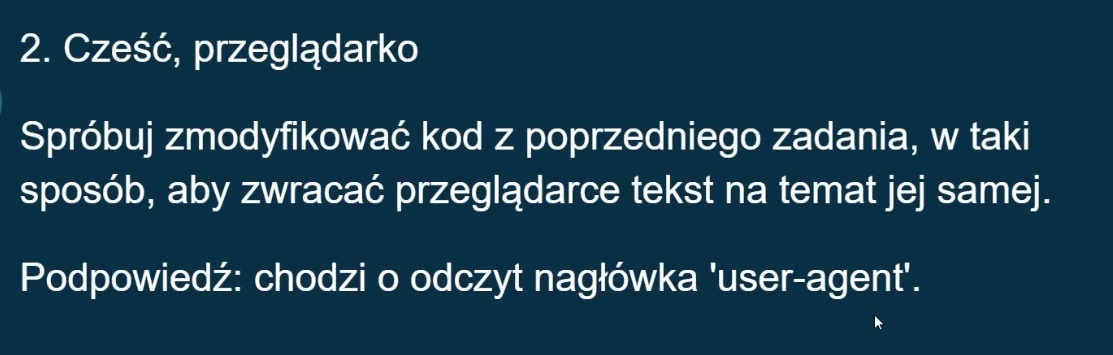 2. Cześć, przeglądarko
Spróbuj zmodyfikować kod z poprzedniego zadania, w taki
sposób, aby zwracać przeglądarce tekst na temat jej samej.
Podpowiedź: chodzi o odczyt nagłówka 'user-agent'.